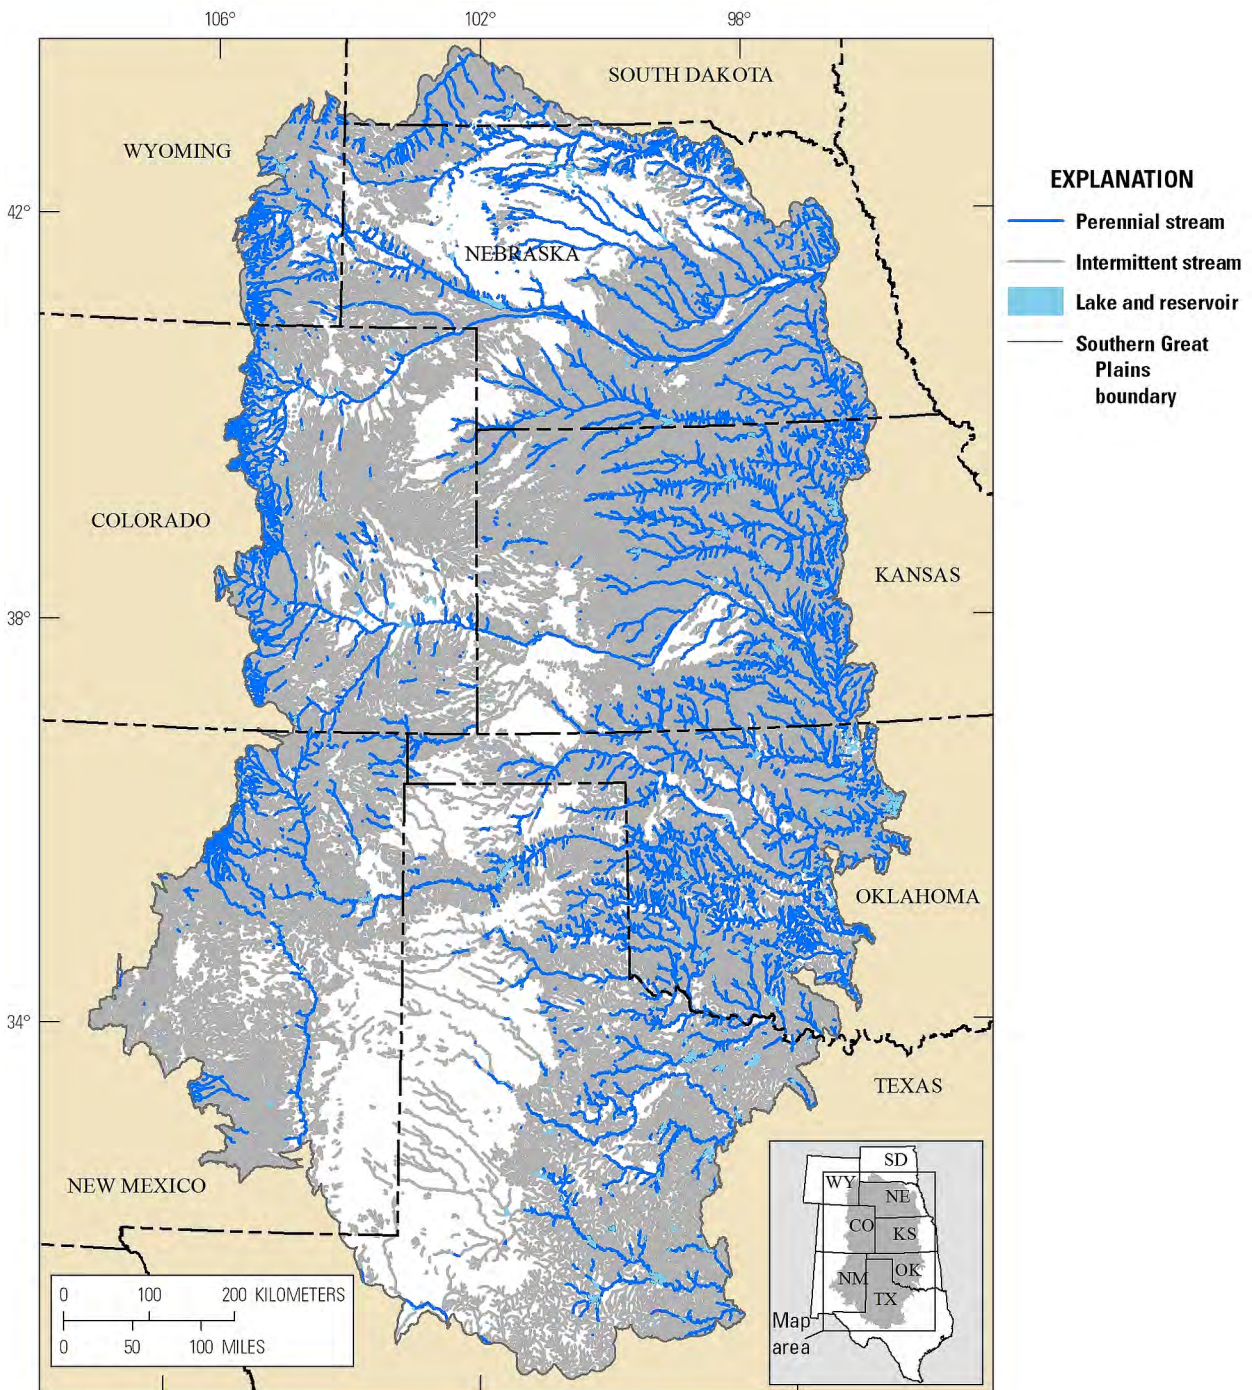 106°
102°
98°
SOUTH DAKOTA
WYOMING
EXPLANATION
42°
Perennial stream
NEBRASKA
Intermittent stream
Lake and reservoir
Southern Great
Plains
boundary
COLORADO
KANSAS
38°
OKLAHOMA
34°
TEXAS
NEW MEXICO
SD
WY
NE
CO
KS
OK
NM
TX
Map
area
0 100 200 KILOMETERS
0 50 100 MILES